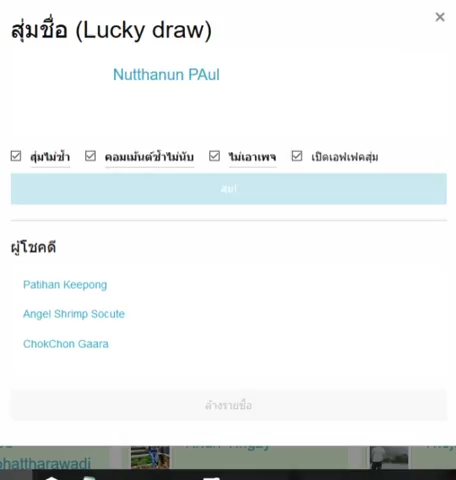 สุ่มชื่อ (Lucky draw)
×
Nutthanun PAul
สุ่มไม่ซ้ำ คอมเม้นต์ซ้ำไม่นับ ไม่เอาเพจ เปิดเอฟเฟคสุ่ม
สุ่ม!
ผู้โชคดี
Patihan Keepong
Angel Shrimp Socute
ChokChon Gaara
ล้างรายชื่อ